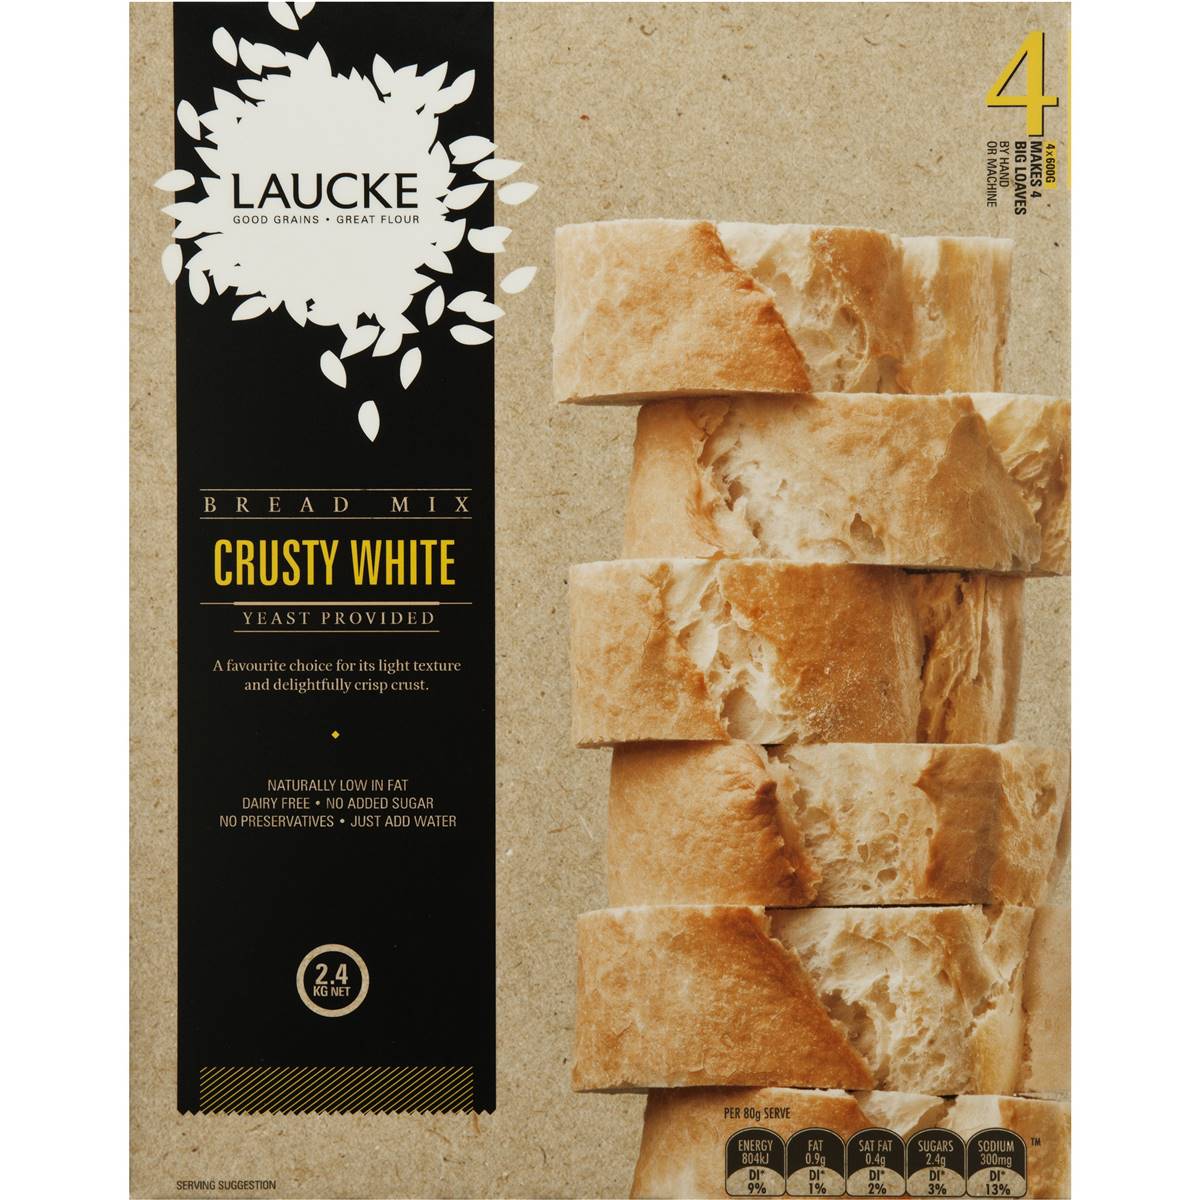 LAUCKE
GOOD GRAINS • GREAT FLOUR
4
4 x 600G
MAKES 4
BIG LOAVES
BY HAND
OR MACHINE
BREAD MIX
CRUSTY WHITE
YEAST PROVIDED
A favourite choice for its light texture
and delightfully crisp crust.
NATURALLY LOW IN FAT
DAIRY FREE • NO ADDED SUGAR
NO PRESERVATIVES • JUST ADD WATER
2.4
KG NET
PER 80g SERVE
ENERGY FAT SAT FAT SUGARS SODIUM TM
804kJ 0.9g 0.4g 2.4g 300mg
DI* DI* DI* DI* DI*
9% 1% 2% 3% 13%
SERVING SUGGESTION